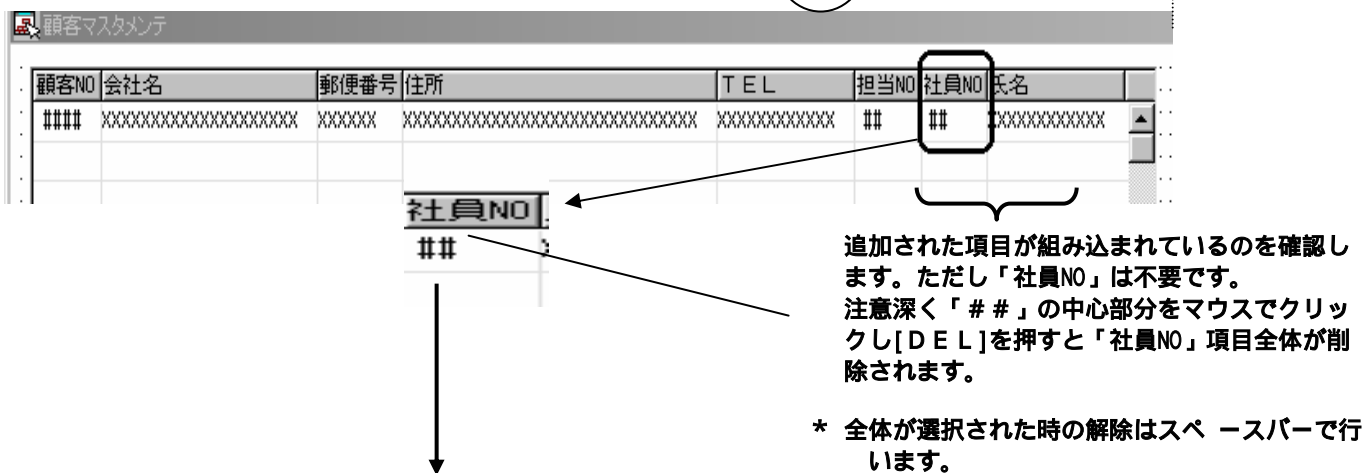 顧客マスタメンテ
顧客NO 会社名 郵便番号 住所 TEL 担当NO 社員NO 氏名
#### XXXXXXXXXXXXXXXXXXXX XXXXXX XXXXXXXXXXXXXXXXXXXXXXXXXXXXXX XXXXXXXXXXXX ## ## XXXXXXXXXXXX
社員NO
##
追加された項目が組み込まれているのを確認し
ます。ただし「社員NO」は不要です。
注意深く「##」の中心部分をマウスでクリッ
クし[DEL]を押すと「社員NO」項目全体が削
除されます。
* 全体が選択された時の解除はスペ ースバーで行
います。